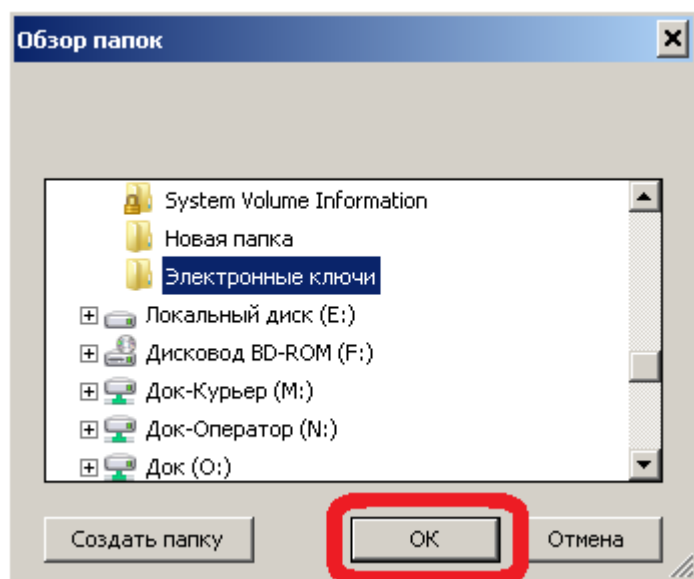 Обзор папок
System Volume Information
Новая папка
Электронные ключи
Локальный диск (E:)
Дисковод BD-ROM (F:)
Док-Курьер (M:)
Док-Оператор (N:)
Док (O:)
Создать папку ОК Отмена